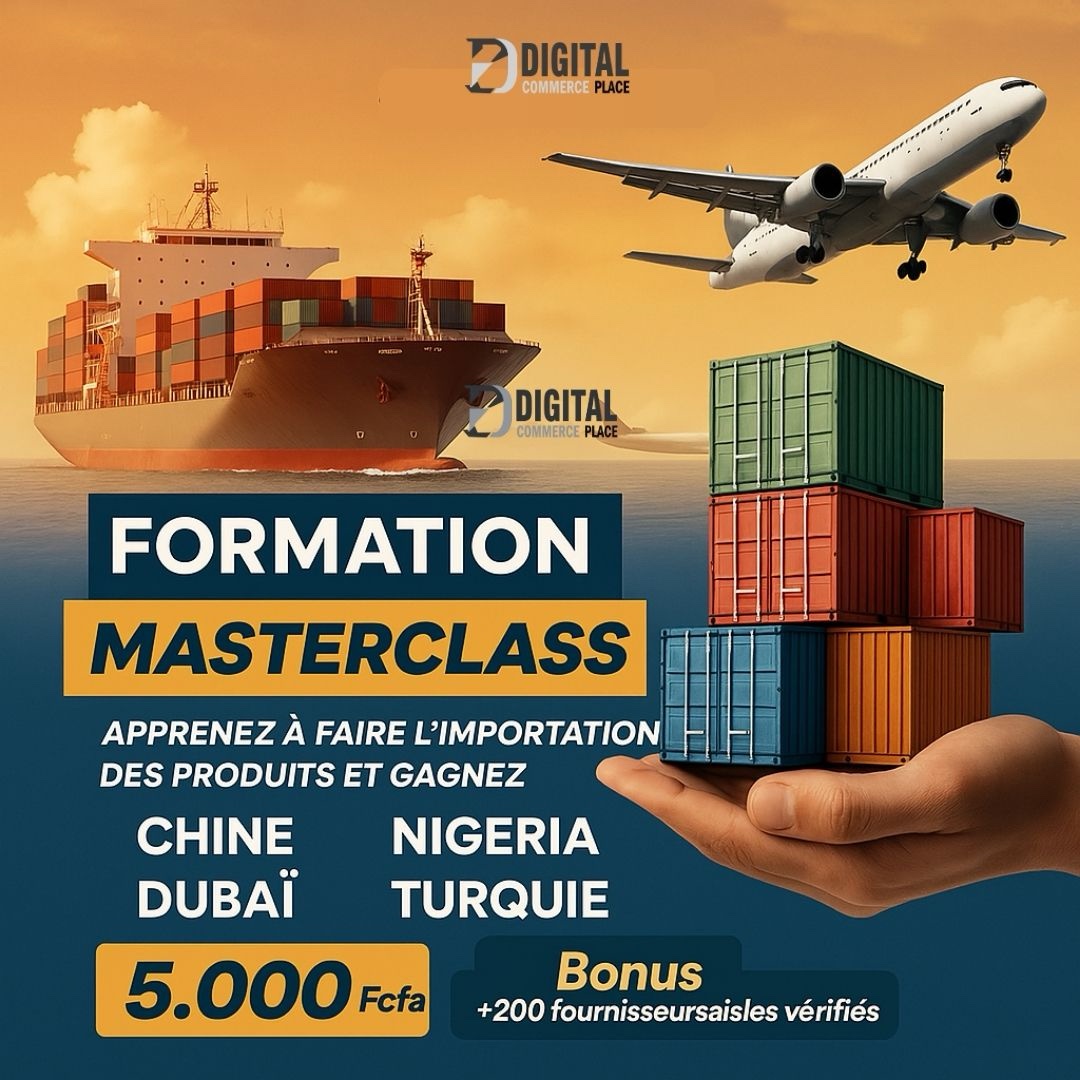 DIGITAL
COMMERCE PLACE
DIGITAL
COMMERCE PLACE
FORMATION
MASTERCLASS
APPRENEZ À FAIRE L'IMPORTATION
DES PRODUITS ET GAGNEZ
CHINE NIGERIA
DUBAÏ TURQUIE
5.000 Fcfa
Bonus
+200 fournisseursaisles vérifiés